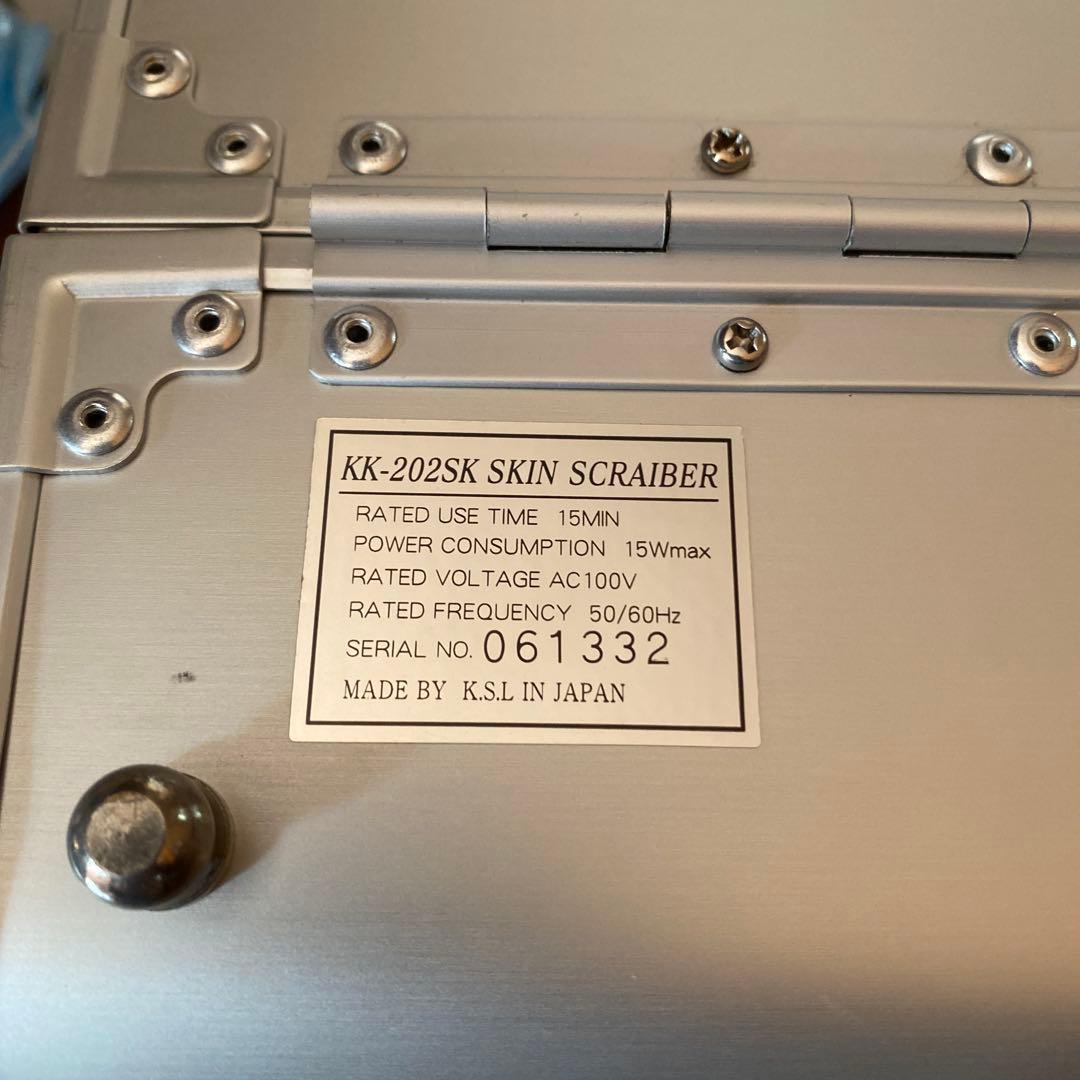 KK-202SK SKIN SCRAIBER
RATED USE TIME 15MIN
POWER CONSUMPTION 15Wmax
RATED VOLTAGE AC100V
RATED FREQUENCY 50/60Hz
SERIAL NO. 061332
MADE BY K.S.L IN JAPAN